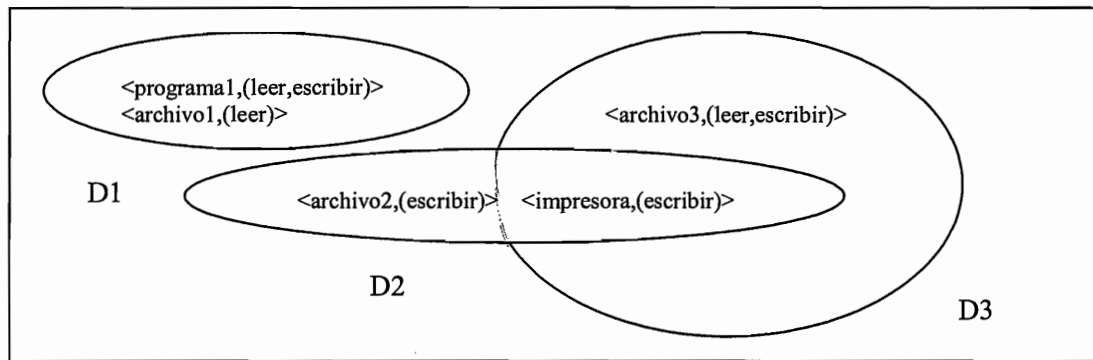 <programa1,(leer,escribir)>
<archivo1,(leer)>
<archivo3,(leer,escribir)>
D1
<archivo2,(escribir)>
<impresora,(escribir)>
D2
D3